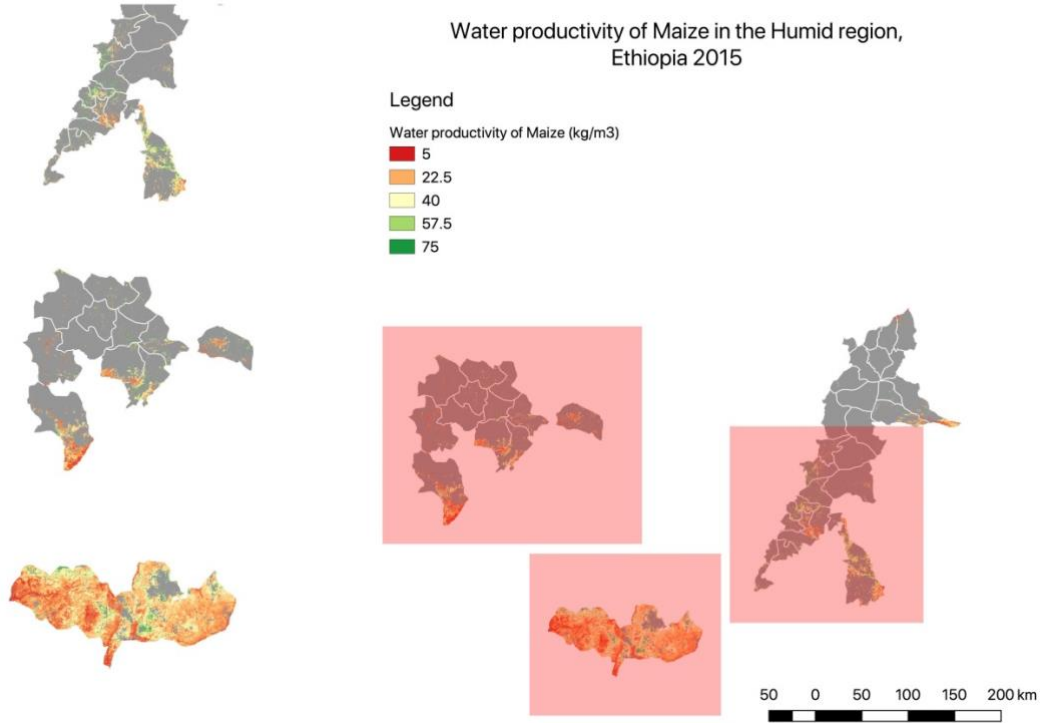 Water productivity of Maize in the Humid region,
Ethiopia 2015
Legend
Water productivity of Maize (kg/m3)
5
22.5
40
57.5
75
50 0 50 100 150 200 km